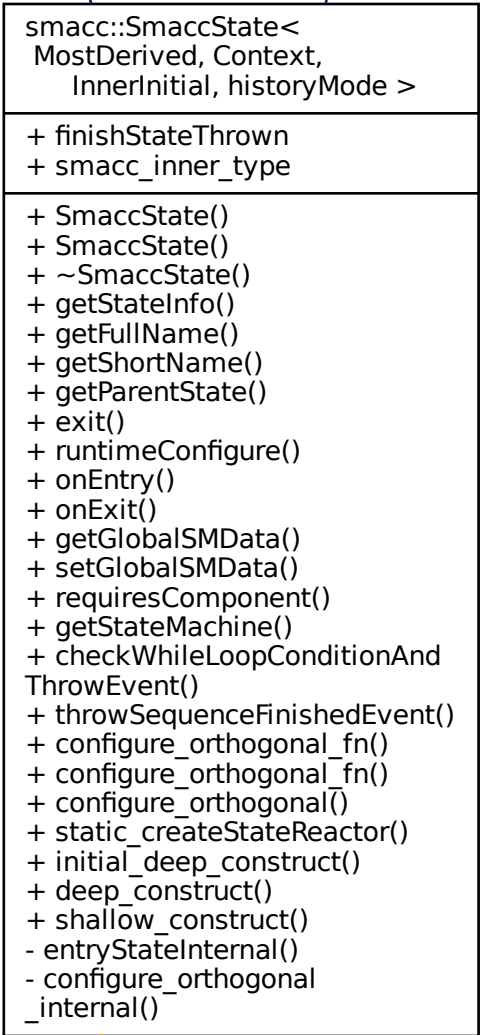 smacc::SmaccState<
MostDerived, Context,
InnerInitial, historyMode >
+ finishStateThrown
+ smacc_inner_type
+ SmaccState()
+ SmaccState()
+ ~SmaccState()
+ getStateInfo()
+ getFullName()
+ getShortName()
+ getParentState()
+ exit()
+ runtimeConfigure()
+ onEntry()
+ onExit()
+ getGlobalSMData()
+ setGlobalSMData()
+ requiresComponent()
+ getStateMachine()
+ checkWhileLoopConditionAnd
ThrowEvent()
+ throwSequenceFinishedEvent()
+ configure_orthogonal_fn()
+ configure_orthogonal_fn()
+ configure_orthogonal()
+ static_createStateReactor()
+ initial_deep_construct()
+ deep_construct()
+ shallow_construct()
- entryStateInternal()
- configure_orthogonal
_internal()